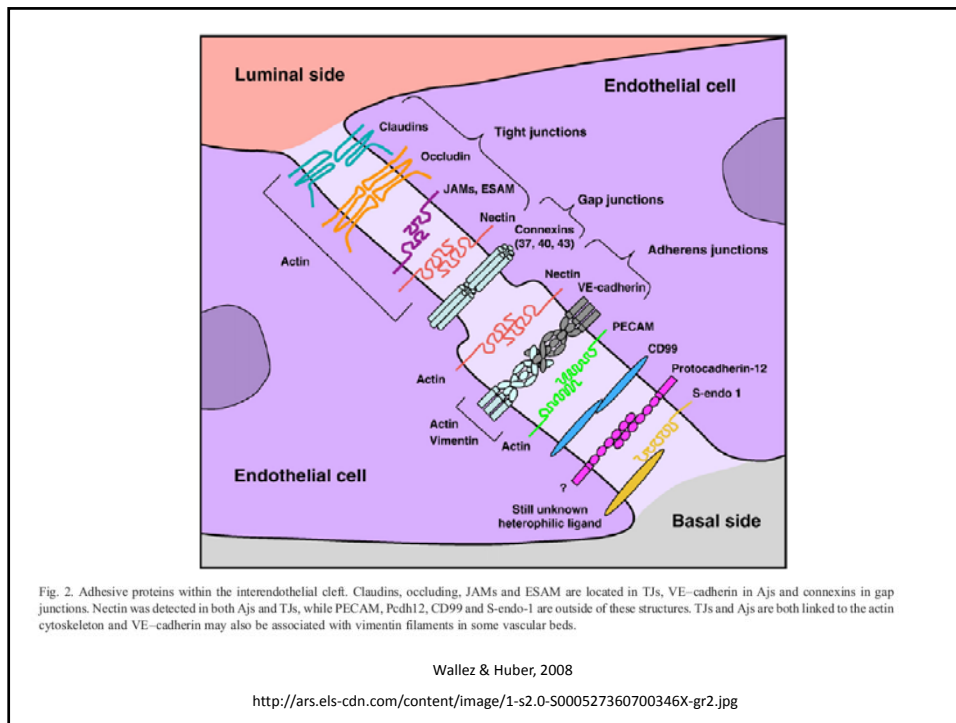 Luminal side
Endothelial cell
Claudins
Tight junctions
Occludin
JAMs, ESAM
Gap junctions
Nectin
Connexins
(37, 40, 43)
Adherens junctions
Actin
Nectin
VE-cadherin
PECAM
CD99
Protocadherin-12
S-endo 1
Actin
Actin
Vimentin
Actin
Endothelial cell
?
Still unknown
heterophilic ligand
Basal side
Fig. 2. Adhesive proteins within the interendothelial cleft. Claudins, occluding, JAMs and ESAM are located in TJs, VE–cadherin in Ajs and connexins in gap
junctions. Nectin was detected in both Ajs and TJs, while PECAM, Pcdh12, CD99 and S-endo-1 are outside of these structures. TJs and Ajs are both linked to the actin
cytoskeleton and VE–cadherin may also be associated with vimentin filaments in some vascular beds.
Wallez & Huber, 2008
http://ars.els-cdn.com/content/image/1-s2.0-S000527360700346X-gr2.jpg